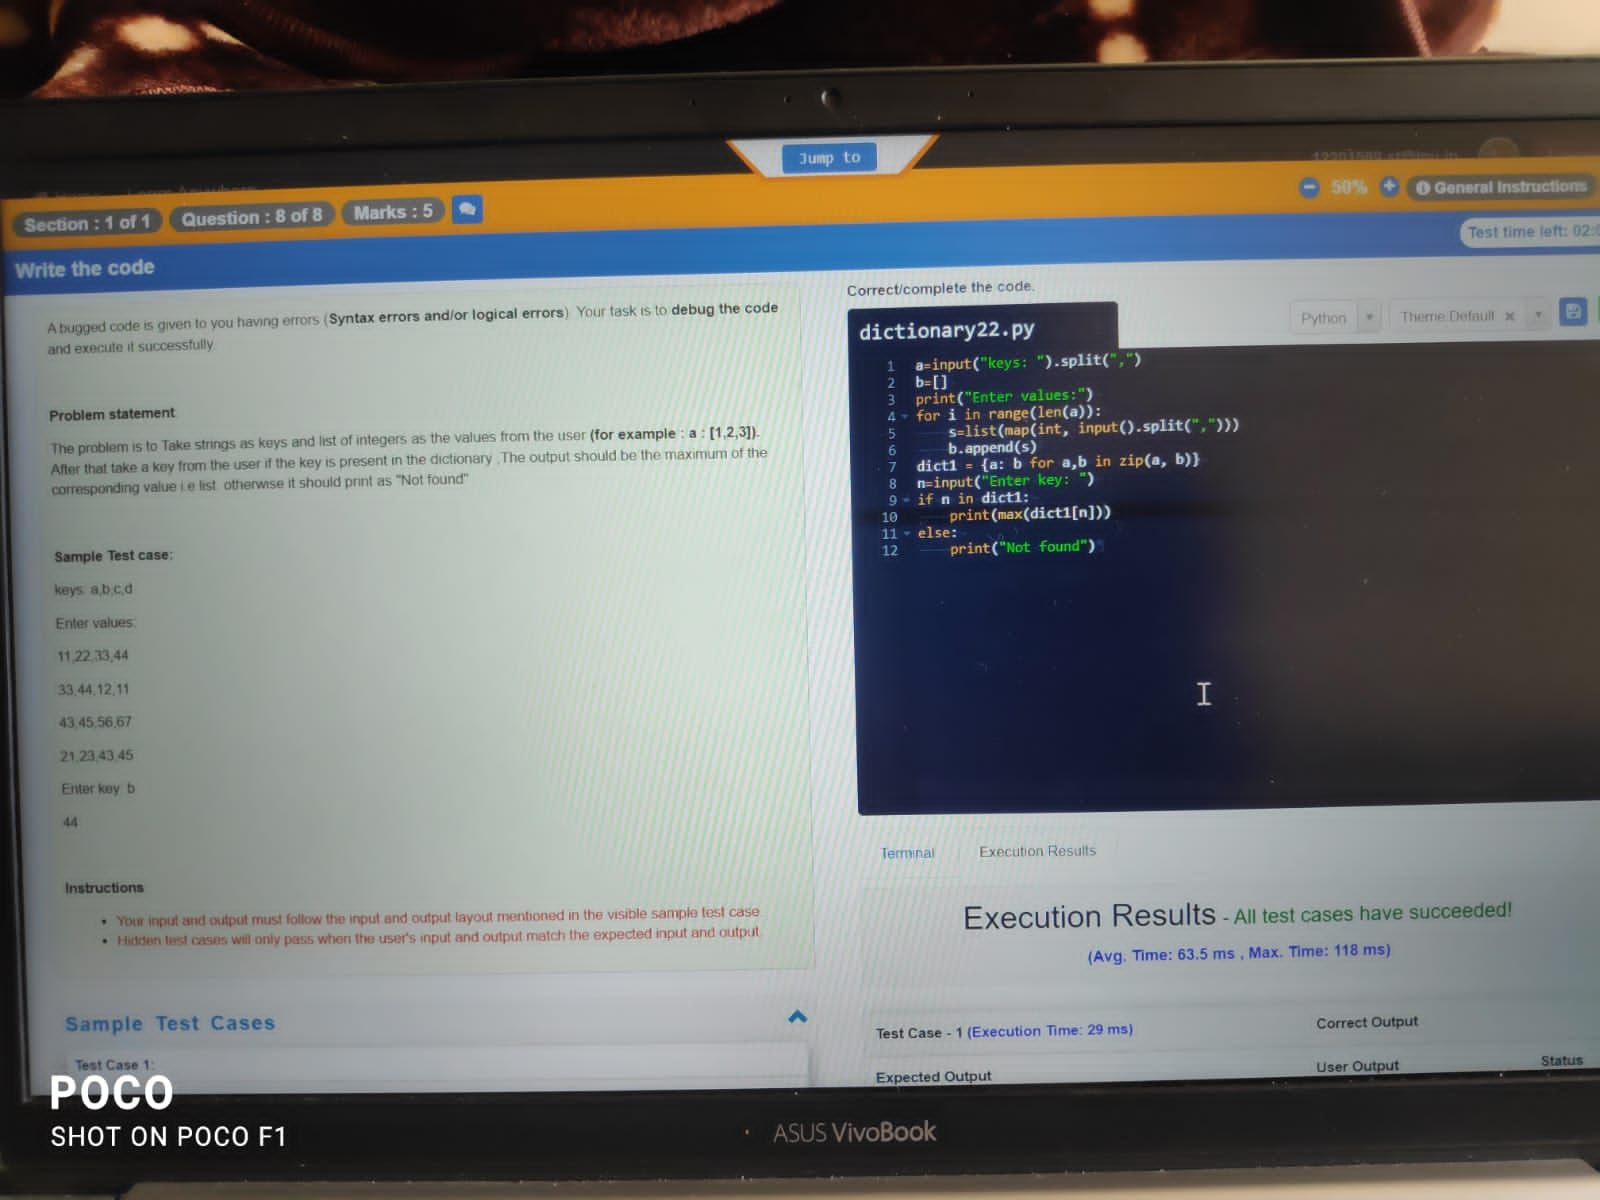 Jump to
Section : 1 of 1
Question : 8 of 8
Marks : 5
50%
General Instructions
Test time left: 02:
Write the code
A bugged code is given to you having errors (Syntax errors and/or logical errors). Your task is to debug the code
and execute it successfully.
Problem statement
The problem is to Take strings as keys and list of integers as the values from the user (for example : a : [1,2,3]).
After that take a key from the user if the key is present in the dictionary .The output should be the maximum of the
corresponding value i.e list. otherwise it should print as "Not found"
Sample Test case:
keys: a,b,c,d
Enter values:
11,22,33,44
33,44,12,11
43,45,56,67
21,23,43,45
Enter key: b
44
Instructions
• Your input and output must follow the input and output layout mentioned in the visible sample test case.
• Hidden test cases will only pass when the user's input and output match the expected input and output.
Sample Test Cases
Test Case 1:
Correct/complete the code.
Python
Theme:Default
dictionary22.py
1 a=input("keys: ").split(",")
2 b=[]
3 print("Enter values:")
4 for i in range(len(a)):
5 s=list(map(int, input().split(",")))
6 b.append(s)
7 dict1 = {a: b for a,b in zip(a, b)}
8 n=input("Enter key: ")
9 if n in dict1:
10 print(max(dict1[n]))
11 else:
12 print("Not found")
Terminal
Execution Results
Execution Results - All test cases have succeeded!
(Avg. Time: 63.5 ms , Max. Time: 118 ms)
Test Case - 1 (Execution Time: 29 ms)
Correct Output
Expected Output
User Output
Status
POCO
SHOT ON POCO F1
ASUS VivoBook